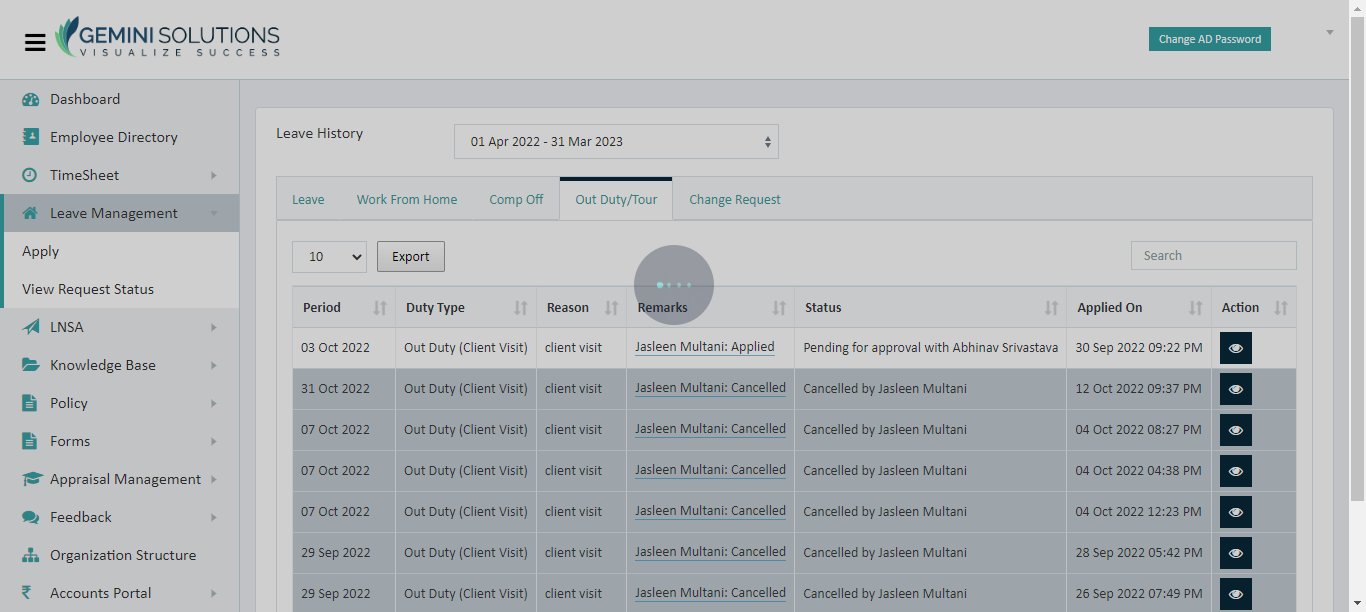 GEMINI SOLUTIONS
VISUALIZE SUCCESS
Change AD Password
Dashboard
Employee Directory
TimeSheet
Leave Management
Apply
View Request Status
LNSA
Knowledge Base
Policy
Forms
Appraisal Management
Feedback
Organization Structure
Accounts Portal
Leave History
01 Apr 2022 - 31 Mar 2023
Leave Work From Home Comp Off Out Duty/Tour Change Request
10 Export Search
Period Duty Type Reason Remarks Status Applied On Action
03 Oct 2022 Out Duty (Client Visit) client visit Jasleen Multani: Applied Pending for approval with Abhinav Srivastava 30 Sep 2022 09:22 PM
31 Oct 2022 Out Duty (Client Visit) client visit Jasleen Multani: Cancelled Cancelled by Jasleen Multani 12 Oct 2022 09:37 PM
07 Oct 2022 Out Duty (Client Visit) client visit Jasleen Multani: Cancelled Cancelled by Jasleen Multani 04 Oct 2022 08:27 PM
07 Oct 2022 Out Duty (Client Visit) client visit Jasleen Multani: Cancelled Cancelled by Jasleen Multani 04 Oct 2022 04:38 PM
07 Oct 2022 Out Duty (Client Visit) client visit Jasleen Multani: Cancelled Cancelled by Jasleen Multani 04 Oct 2022 12:23 PM
29 Sep 2022 Out Duty (Client Visit) client visit Jasleen Multani: Cancelled Cancelled by Jasleen Multani 28 Sep 2022 05:42 PM
29 Sep 2022 Out Duty (Client Visit) client visit Jasleen Multani: Cancelled Cancelled by Jasleen Multani 26 Sep 2022 07:49 PM